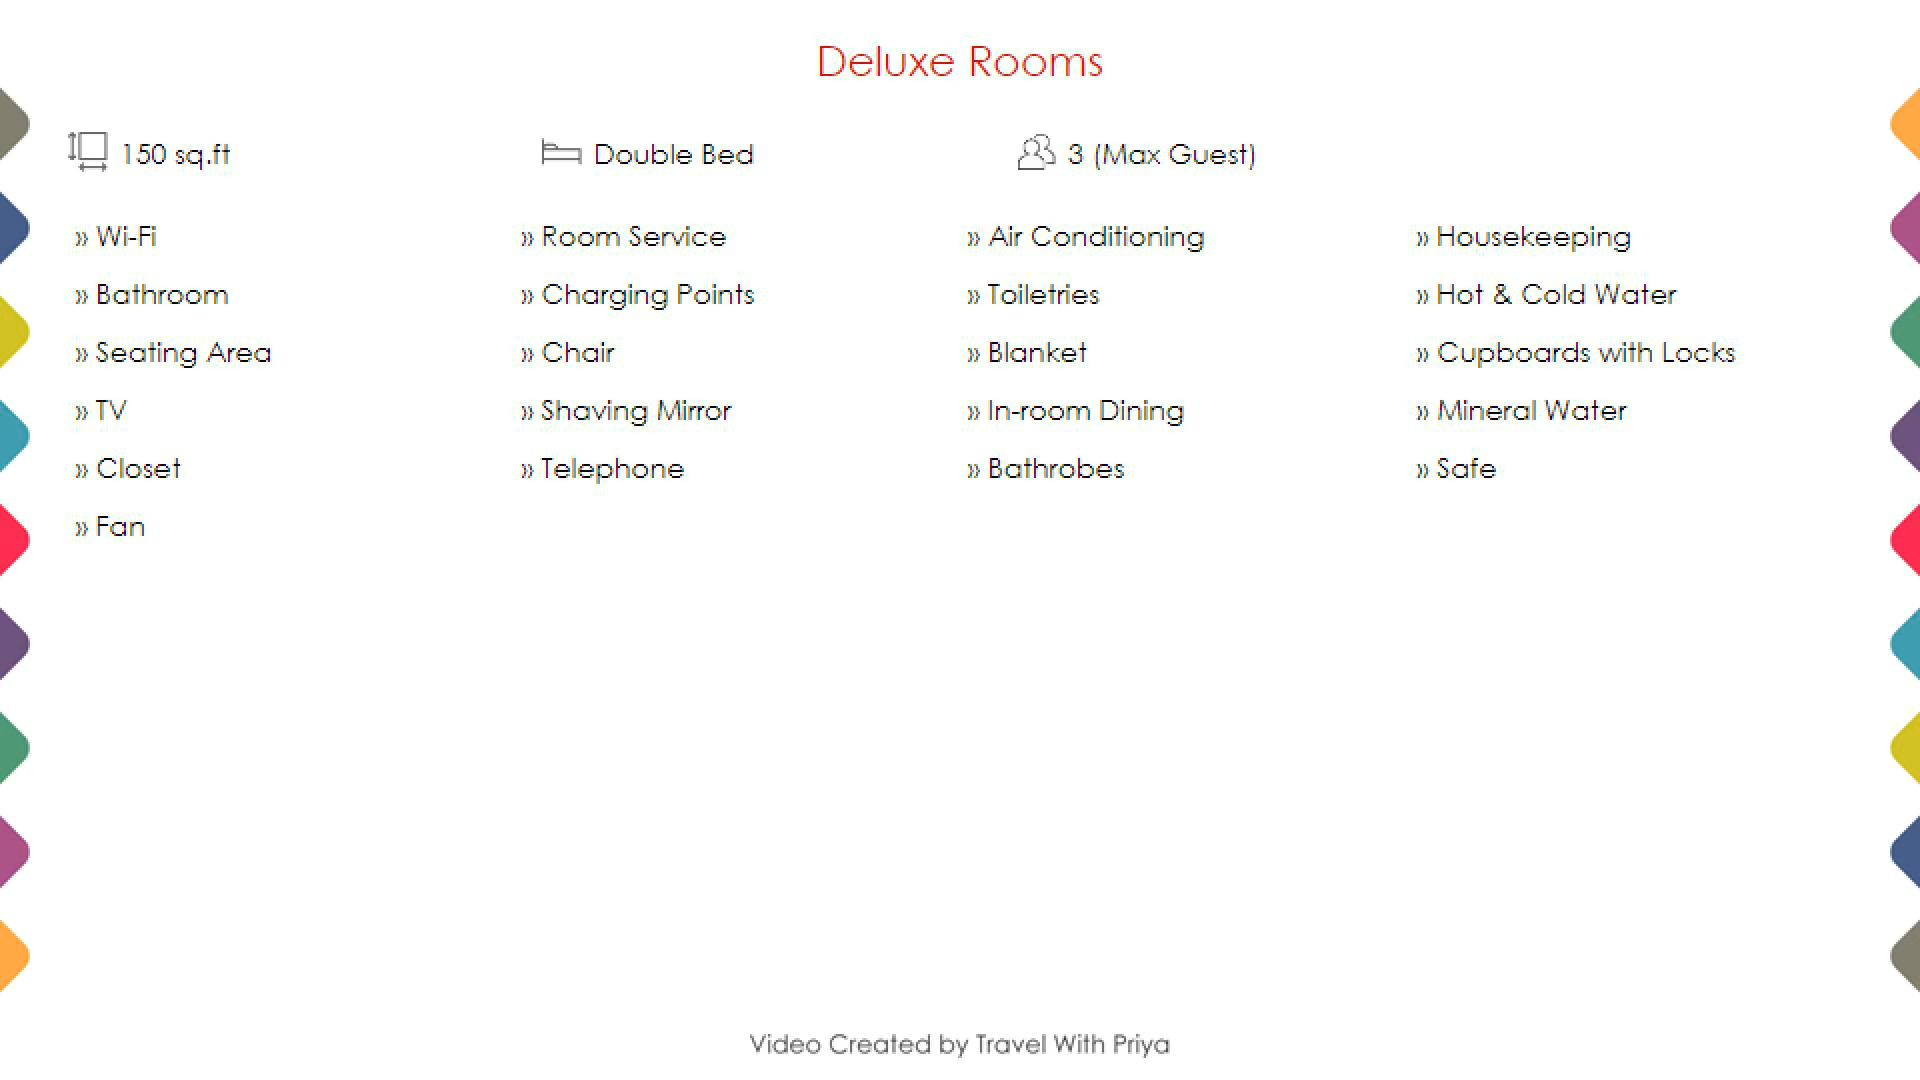 Deluxe Rooms
150 sq.ft Double Bed 3 (Max Guest)
» Wi-Fi » Room Service » Air Conditioning » Housekeeping
» Bathroom » Charging Points » Toiletries » Hot & Cold Water
» Seating Area » Chair » Blanket » Cupboards with Locks
» TV » Shaving Mirror » In-room Dining » Mineral Water
» Closet » Telephone » Bathrobes » Safe
» Fan
Video Created by Travel With Priya